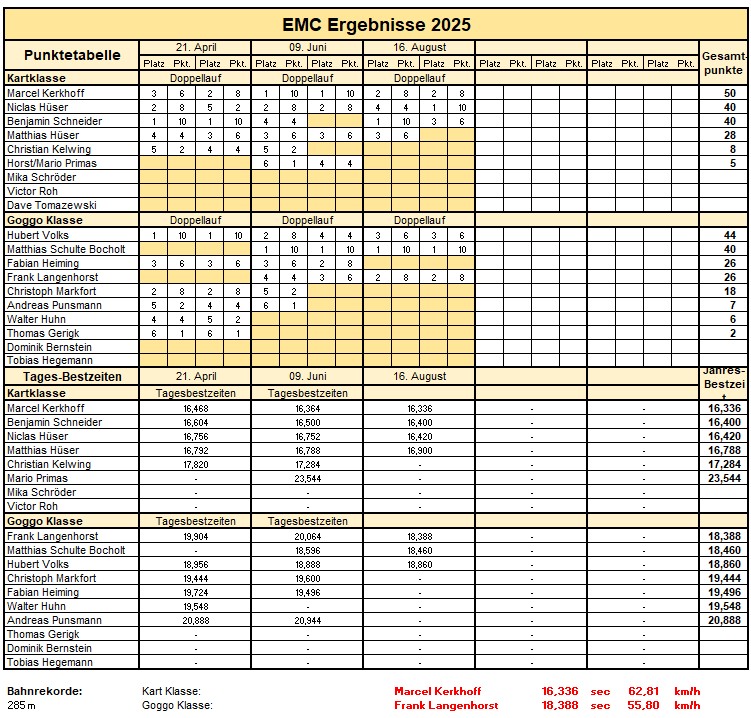 EMC Ergebnisse 2025
Punktetabelle 21. April 09. Juni 16. August Gesamt-punkte
Platz Pkt. Platz Pkt. Platz Pkt. Platz Pkt. Platz Pkt. Platz Pkt. Platz Pkt. Platz Pkt. Platz Pkt. Platz Pkt.
Kartklasse Doppellauf Doppellauf Doppellauf
Marcel Kerkhoff 3 6 2 8 1 10 1 10 2 8 2 8 50
Niclas Hüser 2 8 5 2 2 8 2 8 4 4 1 10 40
Benjamin Schneider 1 10 1 10 4 4 1 10 3 6 40
Matthias Hüser 4 4 3 6 3 6 3 6 3 6 28
Christian Kelwing 5 2 4 4 5 2 8
Horst/Mario Primas 6 1 4 4 5
Mika Schröder
Victor Roh
Dave Tomazewski
Goggo Klasse Doppellauf Doppellauf Doppellauf
Hubert Volks 1 10 1 10 2 8 4 4 3 6 3 6 44
Matthias Schulte Bocholt 1 10 1 10 1 10 1 10 40
Fabian Heiming 3 6 3 6 3 6 2 8 26
Frank Langenhorst 4 4 3 6 2 8 2 8 26
Christoph Markfort 2 8 2 8 5 2 18
Andreas Punsmann 5 2 4 4 6 1 7
Walter Huhn 4 4 5 2 6
Thomas Gerigk 6 1 6 1 2
Dominik Bernstein
Tobias Hegemann
Tages-Bestzeiten 21. April 09. Juni 16. August Jahres-Bestzeit
Kartklasse Tagesbestzeiten Tagesbestzeiten
Marcel Kerkhoff 16,468 16,364 16,336 - - 16,336
Benjamin Schneider 16,604 16,500 16,400 - - 16,400
Niclas Hüser 16,756 16,752 16,420 - - 16,420
Matthias Hüser 16,792 16,788 16,900 - - 16,788
Christian Kelwing 17,820 17,284 - - - 17,284
Mario Primas - 23,544 - - - 23,544
Mika Schröder - - - - -
Victor Roh - - - - -
Goggo Klasse Tagesbestzeiten Tagesbestzeiten
Frank Langenhorst 19,904 20,064 18,388 - - 18,388
Matthias Schulte Bocholt - 18,596 18,460 - - 18,460
Hubert Volks 18,956 18,888 18,860 - - 18,860
Christoph Markfort 19,444 19,600 - - - 19,444
Fabian Heiming 19,724 19,496 - - - 19,496
Walter Huhn 19,548 - - - - 19,548
Andreas Punsmann 20,888 20,944 - - - 20,888
Thomas Gerigk - - - - -
Dominik Bernstein - - - - -
Tobias Hegemann - - - - -
Bahnrekorde: Kart Klasse: Marcel Kerkhoff 16,336 sec 62,81 km/h
285 m Goggo Klasse: Frank Langenhorst 18,388 sec 55,80 km/h